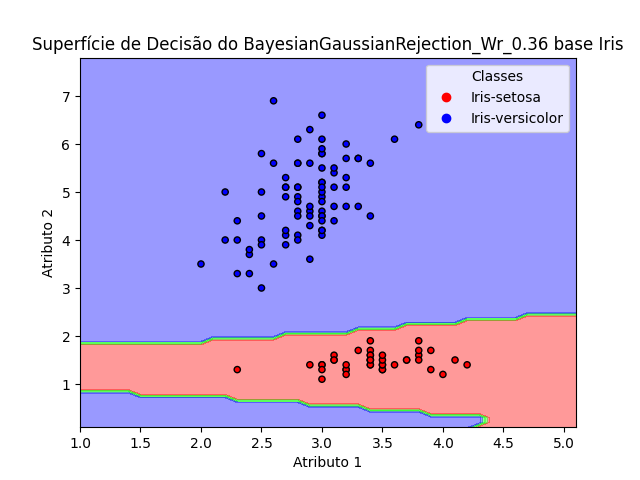 Superfície de Decisão do BayesianGaussianRejection_Wr_0.36 base Iris
Classes
Iris-setosa
Iris-versicolor
Atributo 2
7
6
5
4
3
2
1
1.0 1.5 2.0 2.5 3.0 3.5 4.0 4.5 5.0
Atributo 1